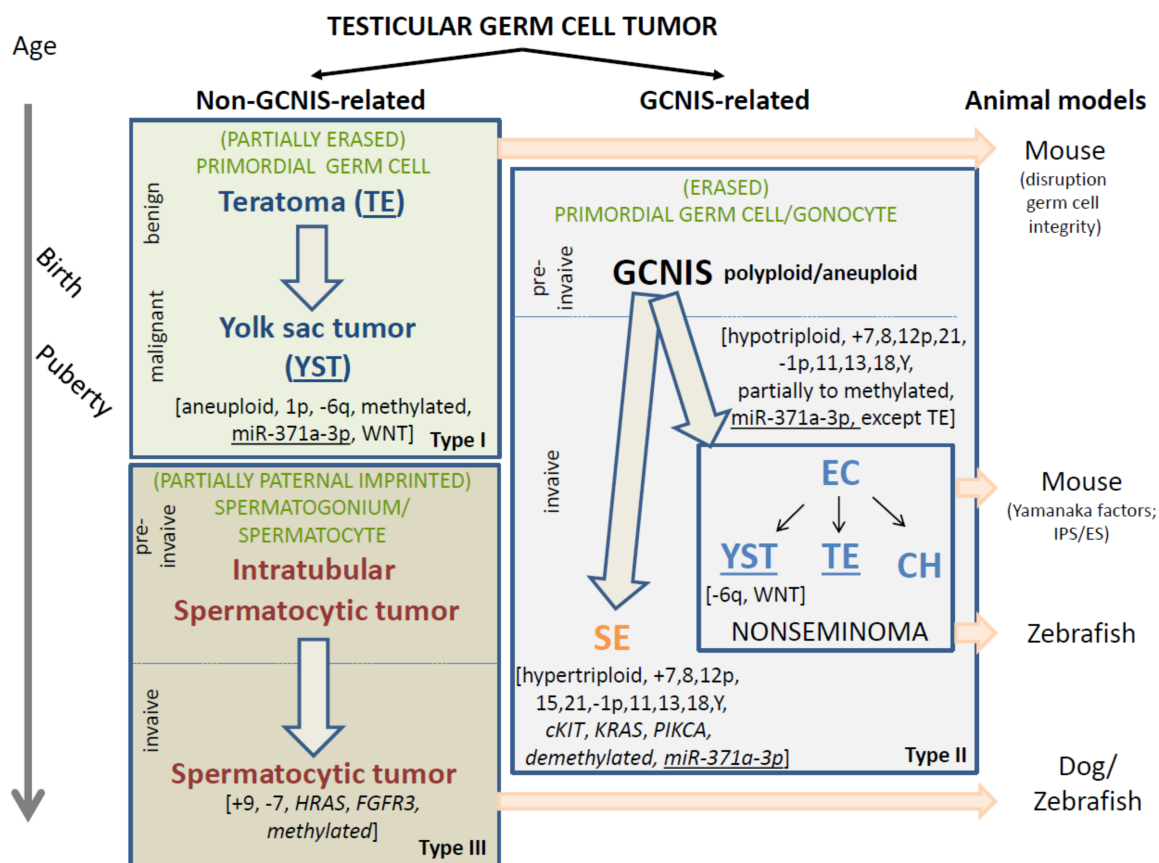 TESTICULAR GERM CELL TUMOR
Age
Non-GCNIS-related
GCNIS-related
Animal models
Birth
Puberty
(PARTIALLY ERASED)
PRIMORDIAL GERM CELL
benign
Teratoma (TE)
malignant
Yolk sac tumor
(YST)
[aneuploid, 1p, -6q, methylated,
miR-371a-3p, WNT]
Type I
(PARTIALLY PATERNAL IMPRINTED)
SPERMATOGONIUM/
SPERMATOCYTE
pre-
invaive
Intratubular
Spermatocytic tumor
invaive
Spermatocytic tumor
[+9, -7, HRAS, FGFR3,
methylated]
Type III
(ERASED)
PRIMORDIAL GERM CELL/GONOCYTE
pre-
invaive
GCNIS polyploid/aneuploid
invaive
[hypotriploid, +7,8,12p,21,
-1p,11,13,18,Y,
partially to methylated,
miR-371a-3p, except TE]
EC
YST TE CH
[-6q, WNT]
NONSEMINOMA
SE
[hypertriploid, +7,8,12p,
15,21,-1p,11,13,18,Y,
cKIT, KRAS, PIKCA,
demethylated, miR-371a-3p]
Type II
Mouse
(disruption
germ cell
integrity)
Mouse
(Yamanaka factors;
IPS/ES)
Zebrafish
Dog/
Zebrafish